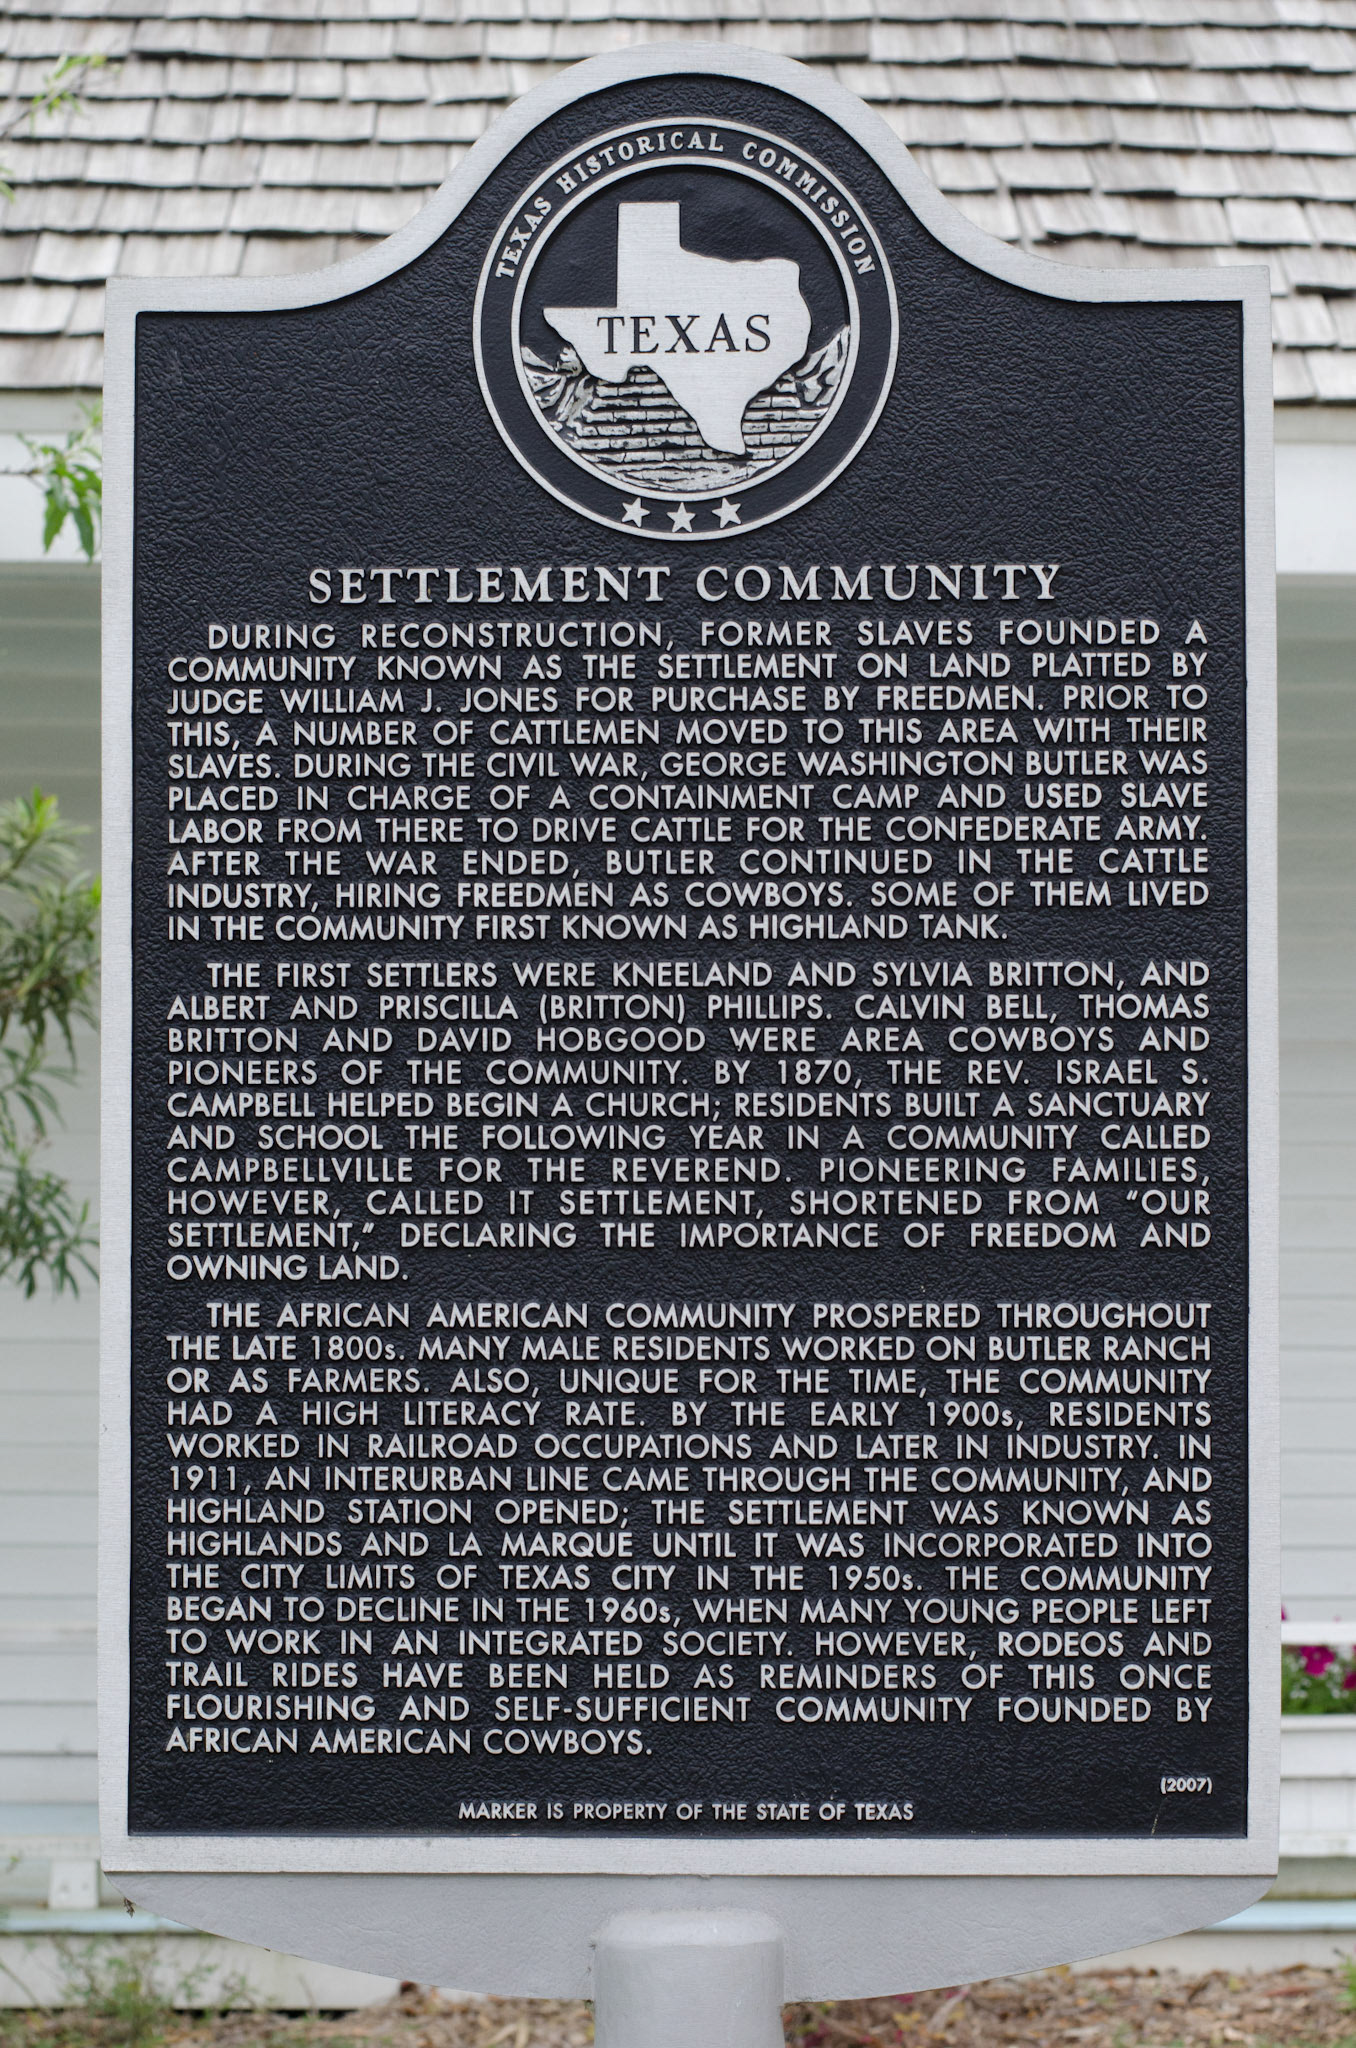 TEXAS HISTORICAL COMMISSION
TEXAS
SETTLEMENT COMMUNITY
DURING RECONSTRUCTION, FORMER SLAVES FOUNDED A
COMMUNITY KNOWN AS THE SETTLEMENT ON LAND PLATTED BY
JUDGE WILLIAM J. JONES FOR PURCHASE BY FREEDMEN. PRIOR TO
THIS, A NUMBER OF CATTLEMEN MOVED TO THIS AREA WITH THEIR
SLAVES. DURING THE CIVIL WAR, GEORGE WASHINGTON BUTLER WAS
PLACED IN CHARGE OF A CONTAINMENT CAMP AND USED SLAVE
LABOR FROM THERE TO DRIVE CATTLE FOR THE CONFEDERATE ARMY.
AFTER THE WAR ENDED, BUTLER CONTINUED IN THE CATTLE
INDUSTRY, HIRING FREEDMEN AS COWBOYS. SOME OF THEM LIVED
IN THE COMMUNITY FIRST KNOWN AS HIGHLAND TANK.
THE FIRST SETTLERS WERE KNEELAND AND SYLVIA BRITTON, AND
ALBERT AND PRISCILLA (BRITTON) PHILLIPS. CALVIN BELL, THOMAS
BRITTON AND DAVID HOBGOOD WERE AREA COWBOYS AND
PIONEERS OF THE COMMUNITY. BY 1870, THE REV. ISRAEL S.
CAMPBELL HELPED BEGIN A CHURCH; RESIDENTS BUILT A SANCTUARY
AND SCHOOL THE FOLLOWING YEAR IN A COMMUNITY CALLED
CAMPBELLVILLE FOR THE REVEREND. PIONEERING FAMILIES,
HOWEVER, CALLED IT SETTLEMENT, SHORTENED FROM “OUR
SETTLEMENT,” DECLARING THE IMPORTANCE OF FREEDOM AND
OWNING LAND.
THE AFRICAN AMERICAN COMMUNITY PROSPERED THROUGHOUT
THE LATE 1800s. MANY MALE RESIDENTS WORKED ON BUTLER RANCH
OR AS FARMERS. ALSO, UNIQUE FOR THE TIME, THE COMMUNITY
HAD A HIGH LITERACY RATE. BY THE EARLY 1900s, RESIDENTS
WORKED IN RAILROAD OCCUPATIONS AND LATER IN INDUSTRY. IN
1911, AN INTERURBAN LINE CAME THROUGH THE COMMUNITY, AND
HIGHLAND STATION OPENED; THE SETTLEMENT WAS KNOWN AS
HIGHLANDS AND LA MARQUE UNTIL IT WAS INCORPORATED INTO
THE CITY LIMITS OF TEXAS CITY IN THE 1950s. THE COMMUNITY
BEGAN TO DECLINE IN THE 1960s, WHEN MANY YOUNG PEOPLE LEFT
TO WORK IN AN INTEGRATED SOCIETY. HOWEVER, RODEOS AND
TRAIL RIDES HAVE BEEN HELD AS REMINDERS OF THIS ONCE
FLOURISHING AND SELF-SUFFICIENT COMMUNITY FOUNDED BY
AFRICAN AMERICAN COWBOYS.
(2007)
MARKER IS PROPERTY OF THE STATE OF TEXAS